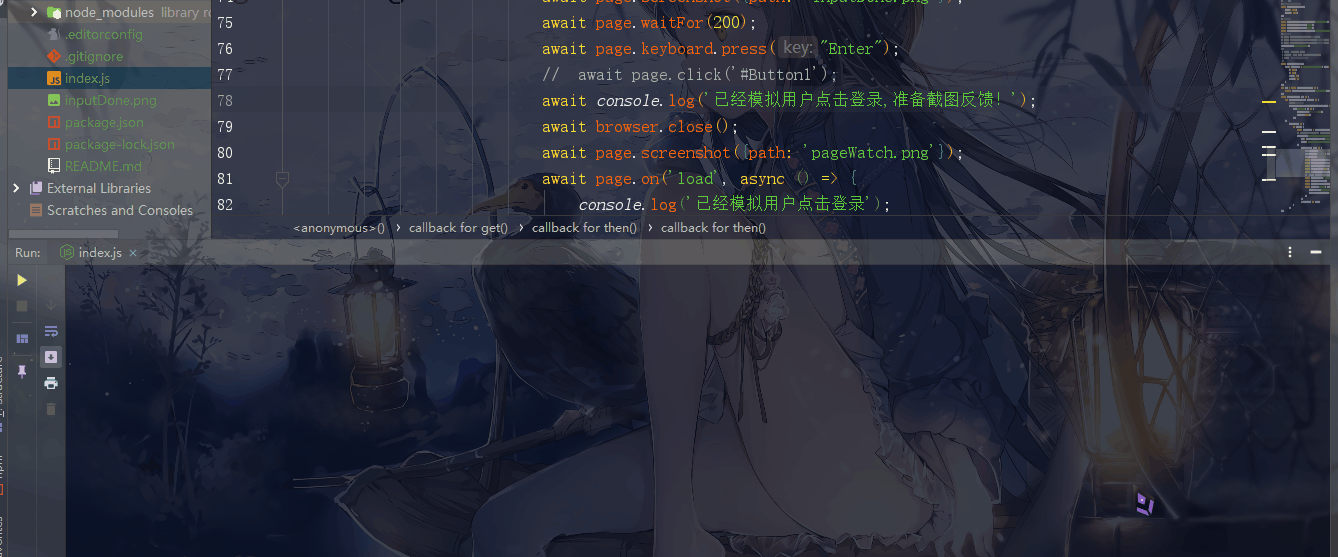 node_modules library ro
.editorconfig
.gitignore
index.js
inputDone.png
package.json
package-lock.json
README.md
External Libraries
Scratches and Consoles
75 await page.waitFor(200);
76 await page.keyboard.press( key: "Enter");
77 //  await page.click('#Button1');
78 await console.log('已经模拟用户点击登录,准备截图反馈! ');
79 await browser.close();
80 await page.screenshot({path: 'pageWatch.png'});
81 await page.on('load', async () => {
82 console.log('已经模拟用户点击登录');
<anonymous>() › callback for get() › callback for then() › callback for then()
Run: index.js ×